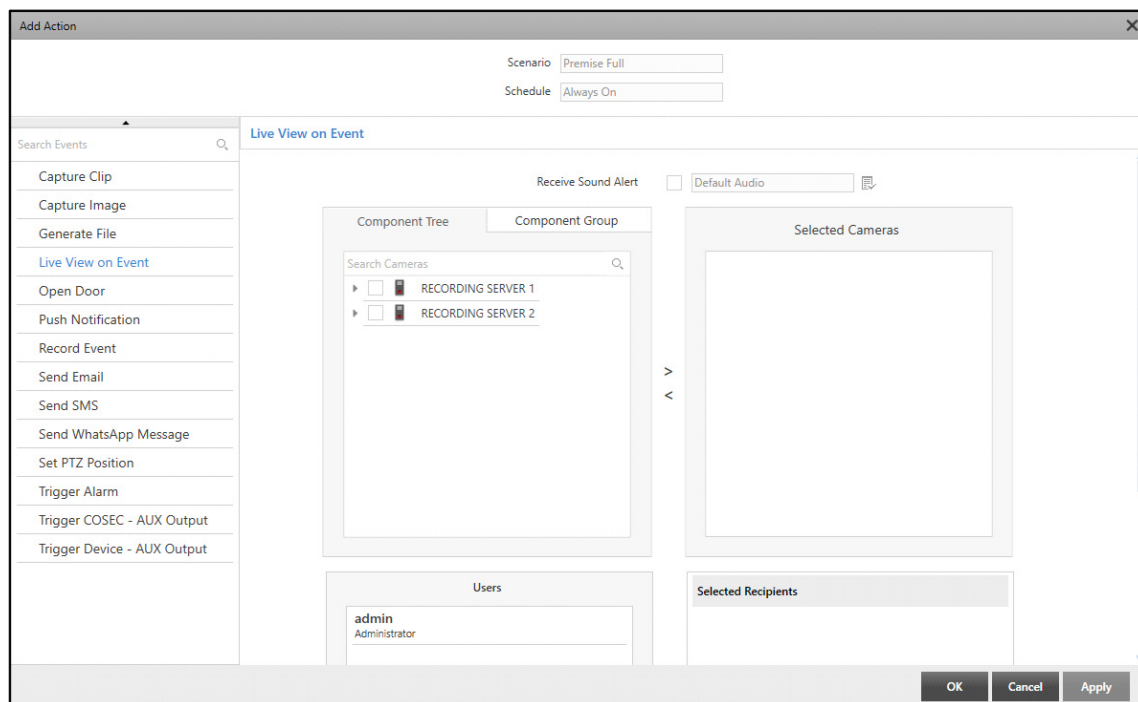 Add Action
Scenario Premise Full
Schedule Always On
Search Events
Capture Clip
Capture Image
Generate File
Live View on Event
Open Door
Push Notification
Record Event
Send Email
Send SMS
Send WhatsApp Message
Set PTZ Position
Trigger Alarm
Trigger COSEC - AUX Output
Trigger Device - AUX Output
Live View on Event
Receive Sound Alert Default Audio
Component Tree Component Group
Search Cameras
RECORDING SERVER 1
RECORDING SERVER 2
>
<
Selected Cameras
Users
admin
Administrator
Selected Recipients
OK Cancel Apply